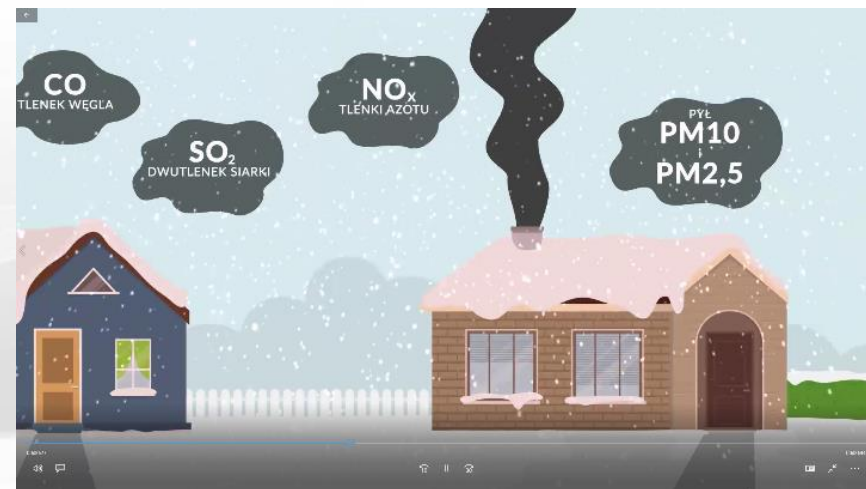 CO
TLENEK WĘGLA
SO₂
DWUTLENEK SIARKI
NOₓ
TLENKI AZOTU
PYŁ
PM10
PM2,5